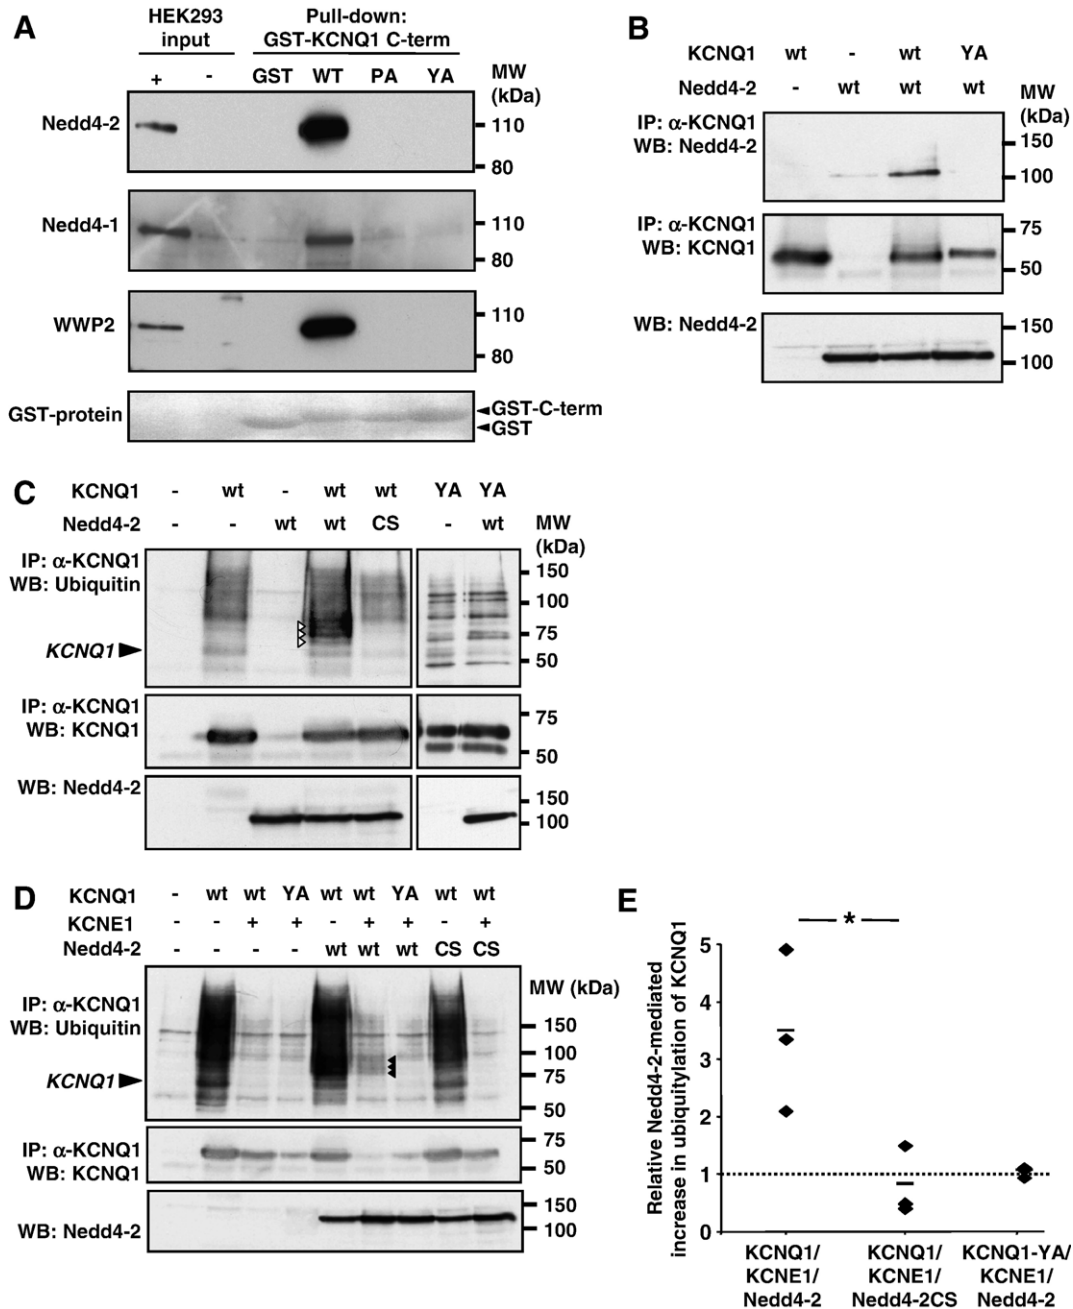 A
HEK293 input
Pull-down: GST-KCNQ1 C-term
+ - GST WT PA YA MW (kDa)
Nedd4-2
110
80
Nedd4-1
110
80
WWP2
110
80
GST-protein
GST-C-term
GST
B
KCNQ1 wt - wt YA
Nedd4-2 - wt wt wt
MW (kDa)
IP: α-KCNQ1
WB: Nedd4-2
150
100
IP: α-KCNQ1
WB: KCNQ1
75
50
WB: Nedd4-2
150
100
C
KCNQ1 - wt - wt wt YA YA
Nedd4-2 - - wt wt CS - wt
MW (kDa)
IP: α-KCNQ1
WB: Ubiquitin
KCNQ1
150
100
75
50
IP: α-KCNQ1
WB: KCNQ1
75
50
WB: Nedd4-2
150
100
D
KCNQ1 - wt wt YA wt wt YA wt wt
KCNE1 - - + + - + + - +
Nedd4-2 - - - - wt wt wt CS CS
MW (kDa)
IP: α-KCNQ1
WB: Ubiquitin
KCNQ1
150
100
75
50
IP: α-KCNQ1
WB: KCNQ1
75
50
WB: Nedd4-2
150
100
E
Relative Nedd4-2-mediated
increase in ubiquitylation of KCNQ1
*
5
4
3
2
1
0
KCNQ1/
KCNE1/
Nedd4-2
KCNQ1/
KCNE1/
Nedd4-2CS
KCNQ1-YA/
KCNE1/
Nedd4-2